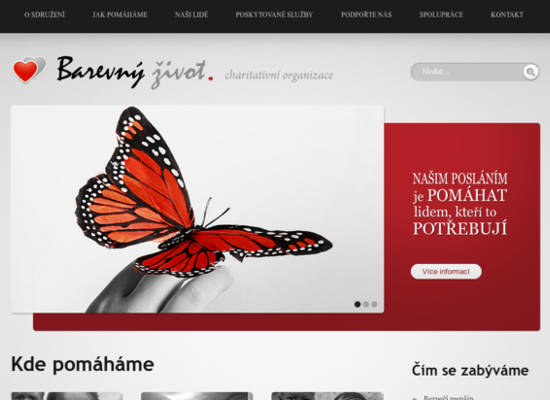 O SDRUŽENÍ JAK POMÁHÁME NAŠI LIDÉ POSKYTOVANÉ SLUŽBY PODPOŘTE NÁS SPOLUPRÁCE KONTAKT
Barevný život. charitativní organizace
hledat...
NAŠIM POSLÁNÍM
je POMÁHAT
lidem, kteří to
POTŘEBUJÍ
Více informací
Kde pomáháme
Čím se zabýváme